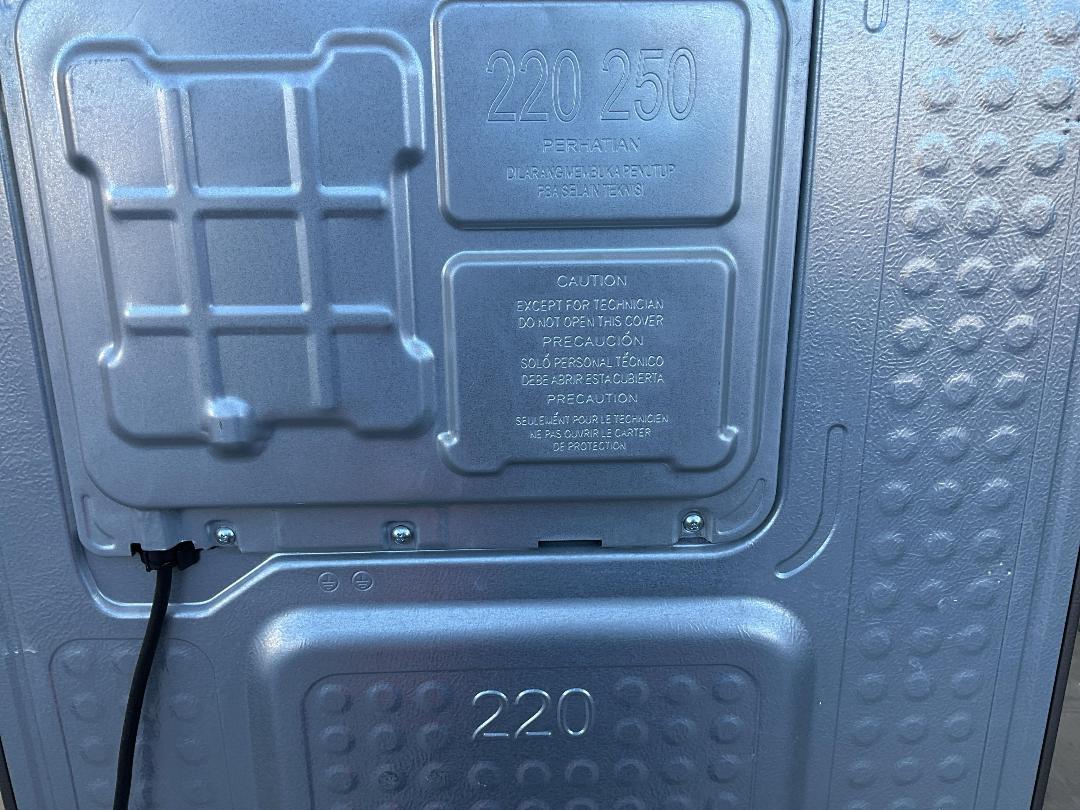 220 250
PERHATIAN
DILARANG MEMBUKA PENUTUP
PBA SELAIN TEKNISI
CAUTION
EXCEPT FOR TECHNICIAN
DO NOT OPEN THIS COVER
PRECAUCIÓN
SOLÓ PERSONAL TÉCNICO
DEBE ABRIR ESTA CUBIERTA
PRECAUTION
SEULEMÉNT POUR LE TECHNICIEN
NE PAS OUVRIR LE CARTER
DE PROTECTION
220